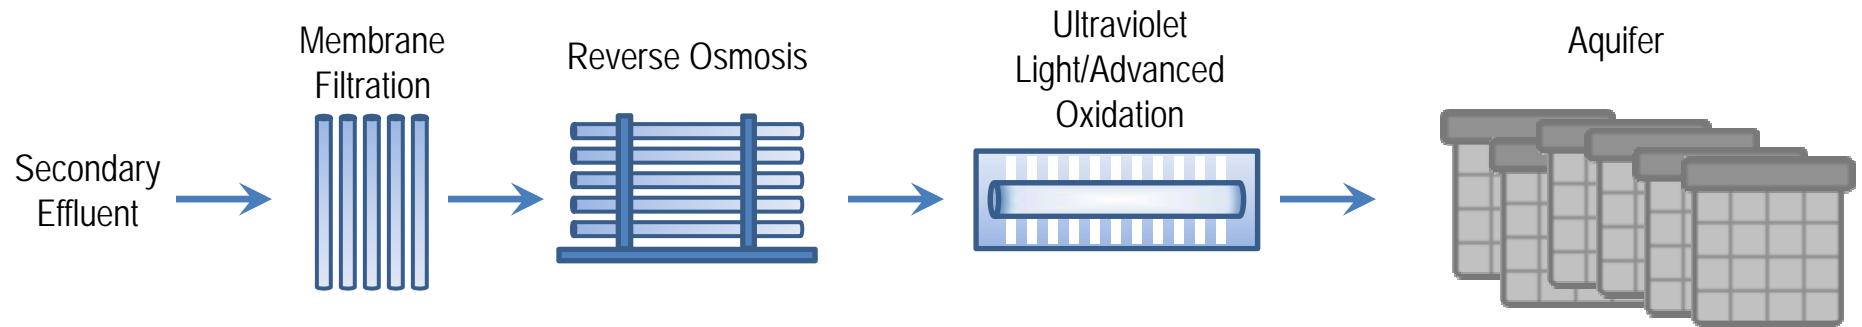 Secondary
Effluent
Membrane
Filtration
Reverse Osmosis
Ultraviolet
Light/Advanced
Oxidation
Aquifer